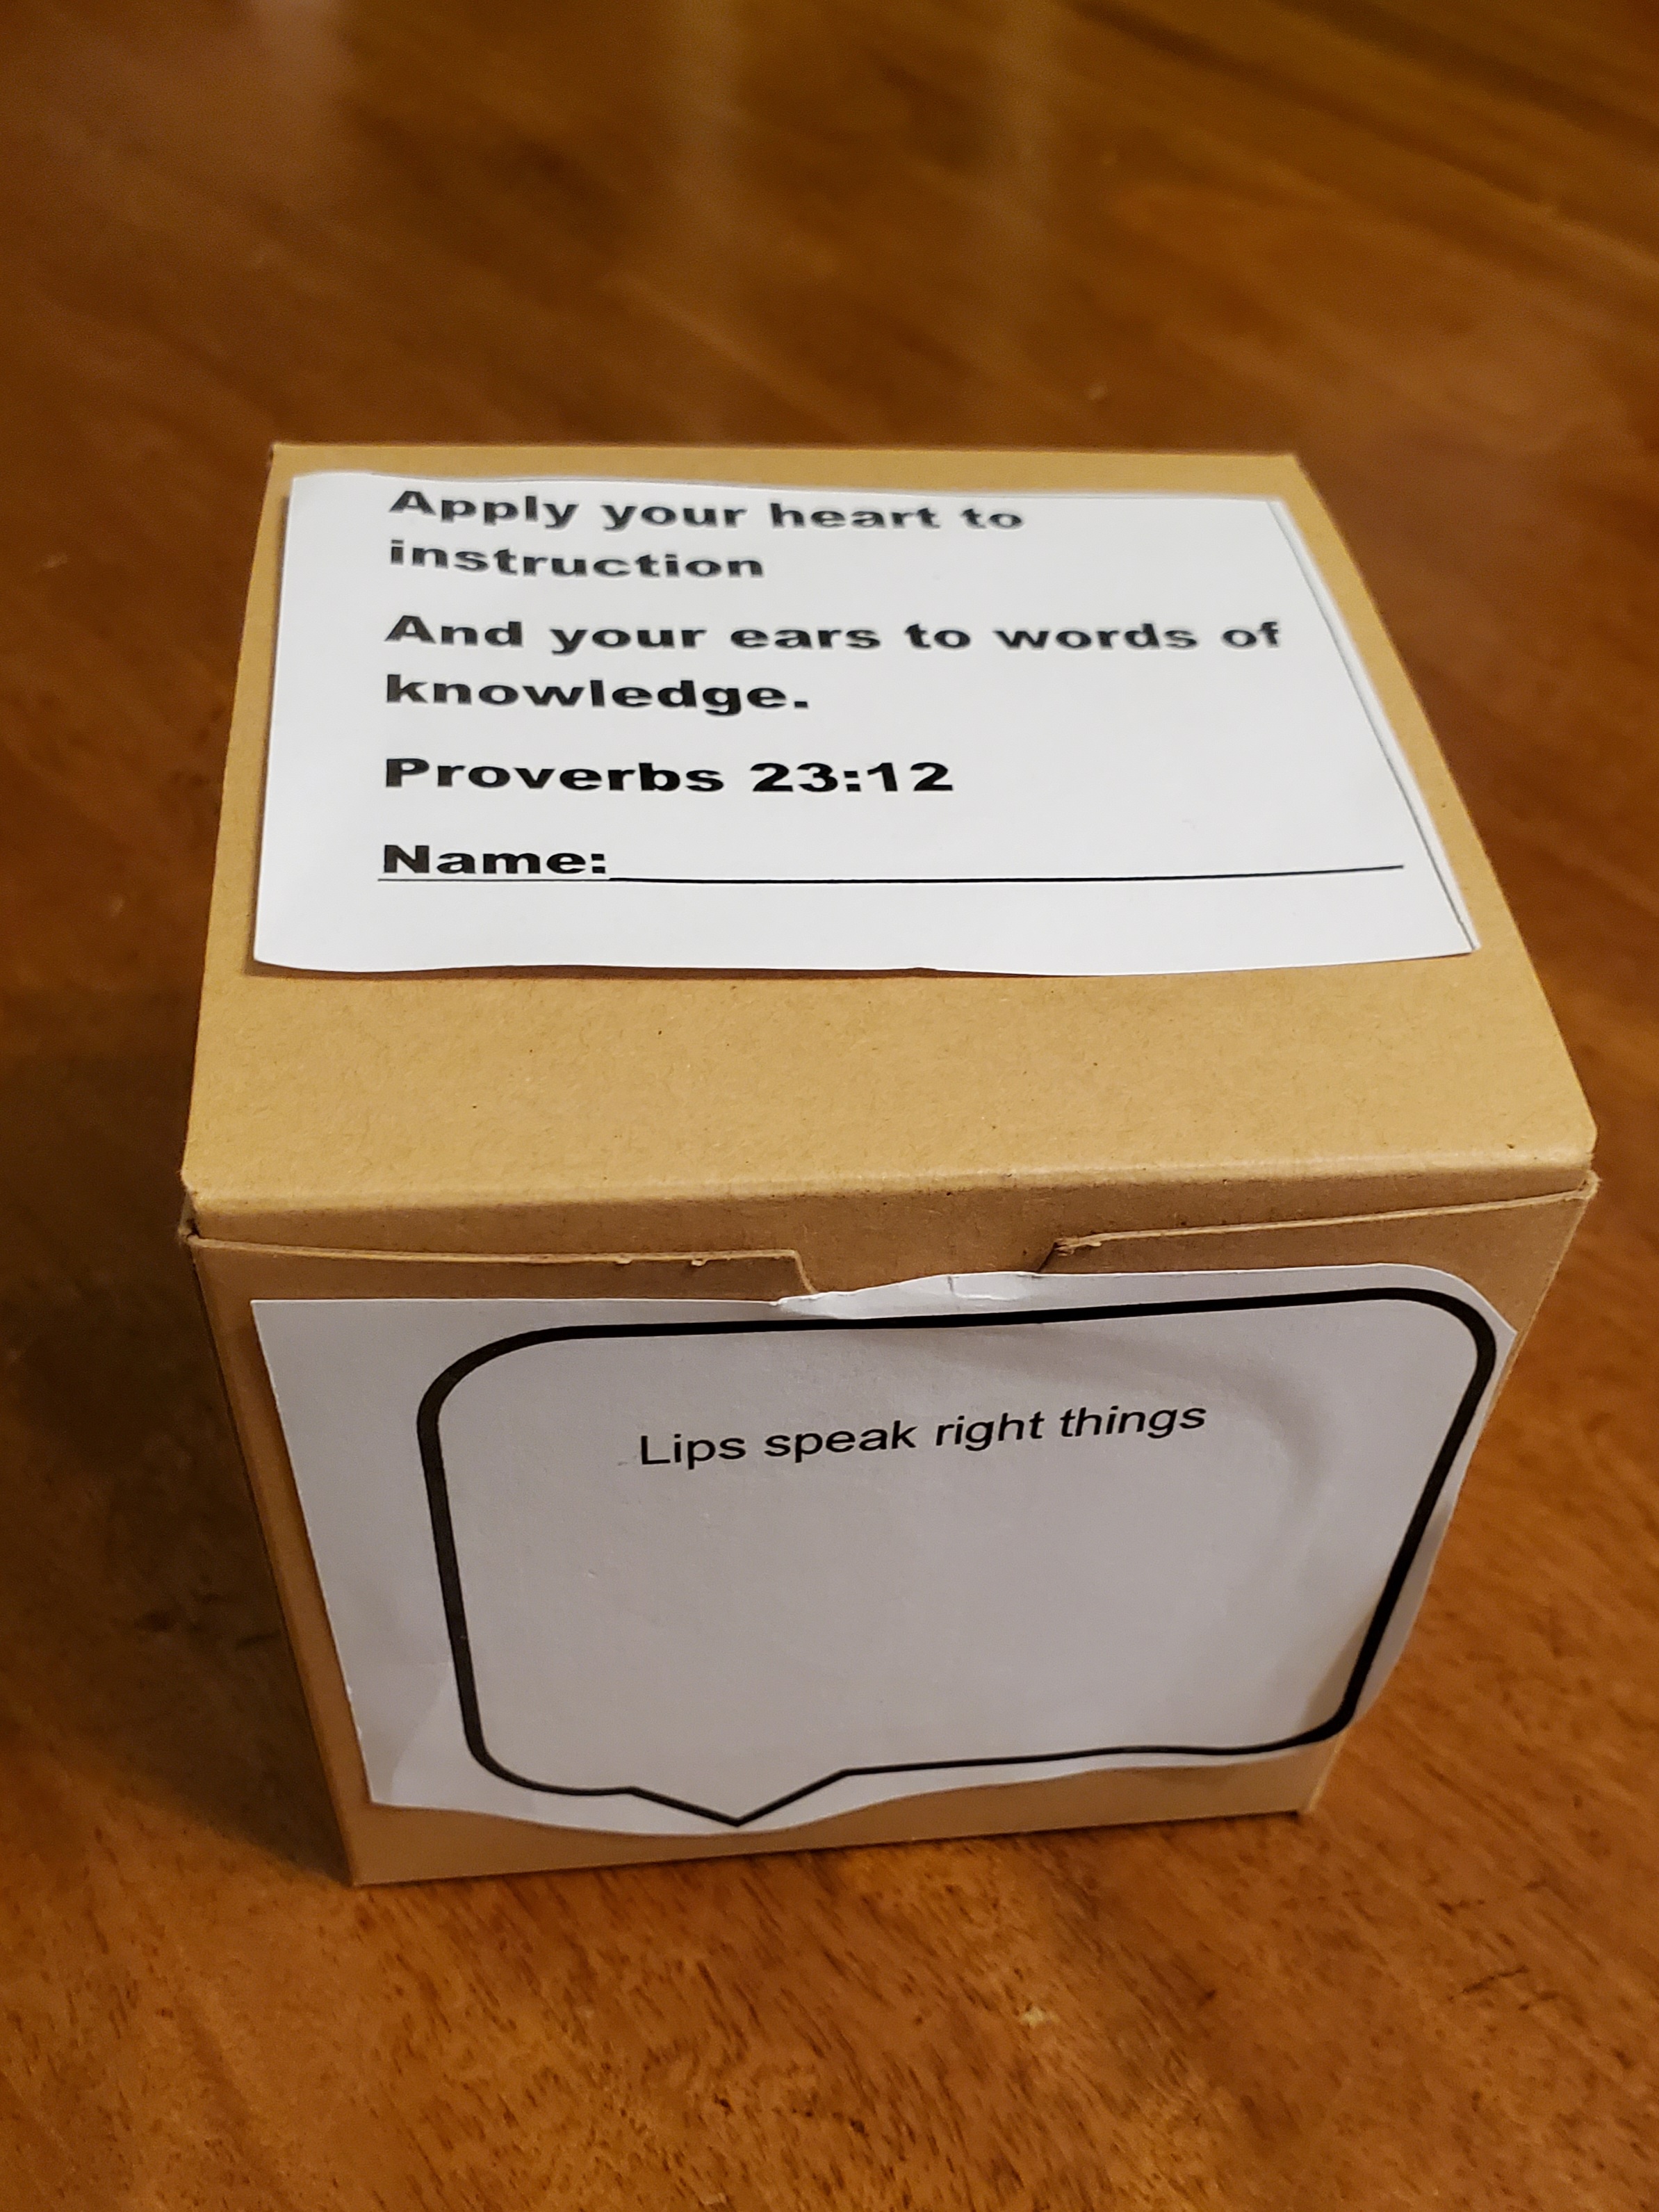 Apply your heart to
instruction
And your ears to words of
knowledge.
Proverbs 23:12
Name:
Lips speak right things